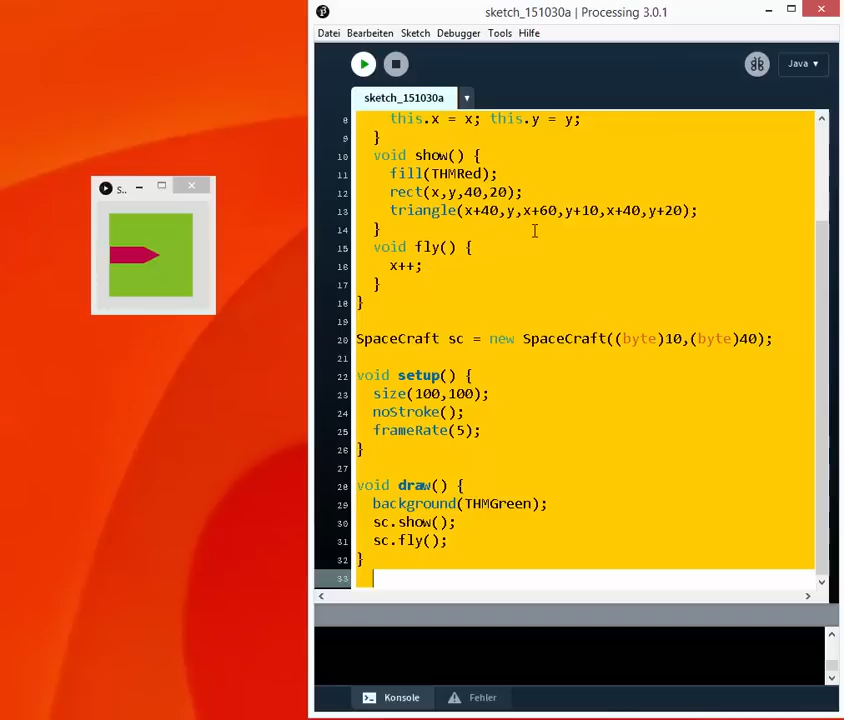 sketch_151030a | Processing 3.0.1
Datei Bearbeiten Sketch Debugger Tools Hilfe
Java
sketch_151030a
S..
8 this.x = x; this.y = y;
9 }
10 void show() {
11 fill(THMRed);
12 rect(x,y,40,20);
13 triangle(x+40,y,x+60,y+10,x+40,y+20);
14 }
15 void fly() {
16 x++;
17 }
18 }
19
20 SpaceCraft sc = new SpaceCraft((byte)10,(byte)40);
21
22 void setup() {
23 size(100,100);
24 noStroke();
25 frameRate(5);
26 }
27
28 void draw() {
29 background(THMGreen);
30 sc.show();
31 sc.fly();
32 }
33
Konsole Fehler